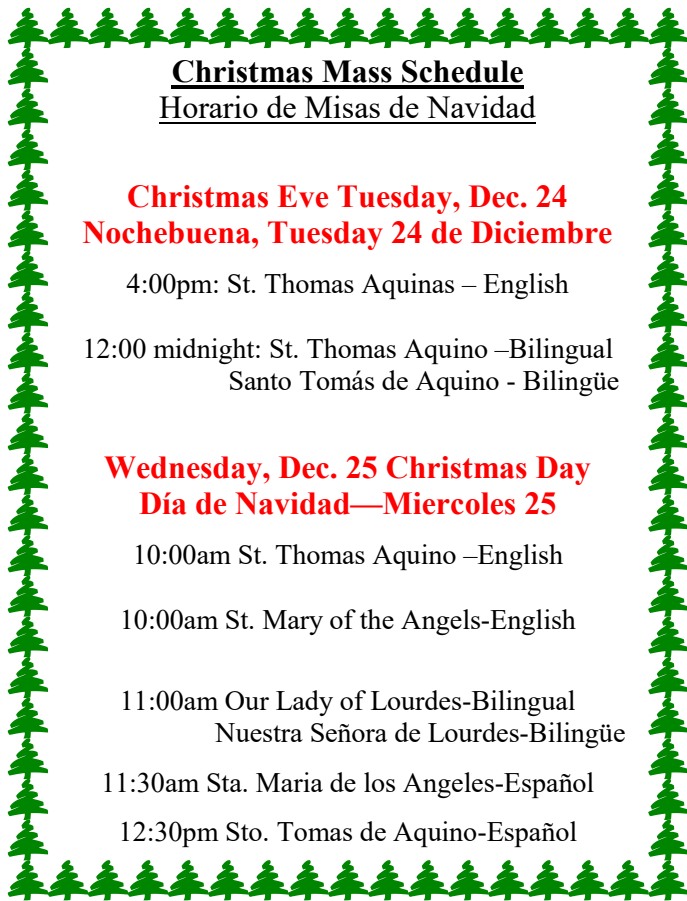 Christmas Mass Schedule
Horario de Misas de Navidad
Christmas Eve Tuesday, Dec. 24
Nochebuena, Tuesday 24 de Diciembre
4:00pm: St. Thomas Aquinas – English
12:00 midnight: St. Thomas Aquino –Bilingual
Santo Tomás de Aquino - Bilingüe
Wednesday, Dec. 25 Christmas Day
Día de Navidad—Miercoles 25
10:00am St. Thomas Aquino –English
10:00am St. Mary of the Angels-English
11:00am Our Lady of Lourdes-Bilingual
Nuestra Señora de Lourdes-Bilingüe
11:30am Sta. Maria de los Angeles-Español
12:30pm Sto. Tomas de Aquino-Español